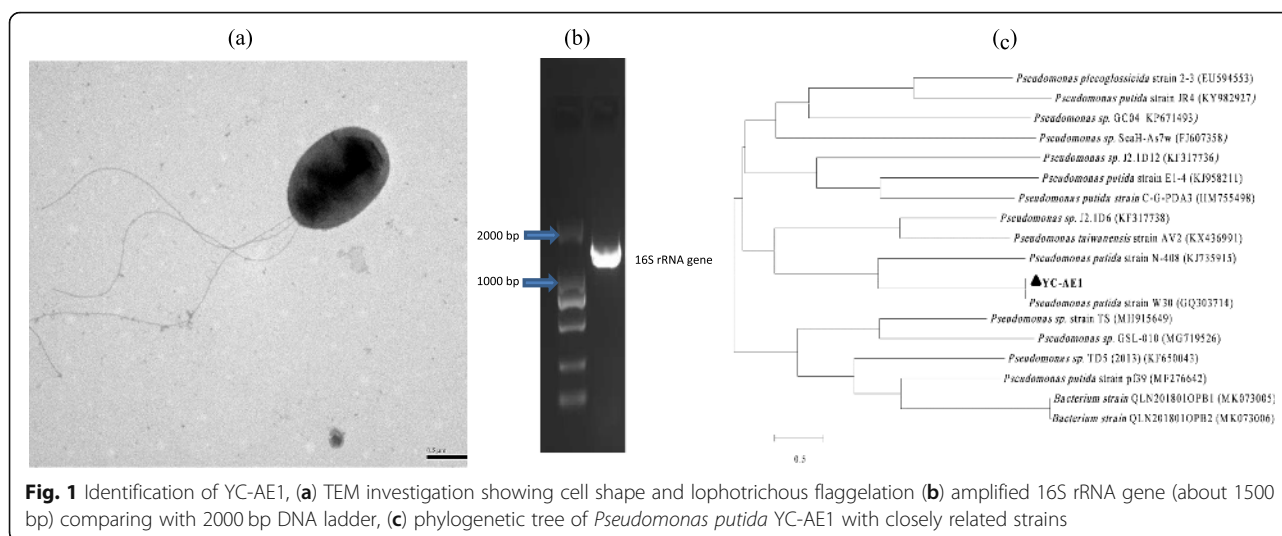 (a)
(b)
(c)
2000 bp
1000 bp
16S rRNA gene
0.5 µm
Pseudomonas plecoglossicida strain 2-3 (EU594553)
Pseudomonas putida strain JR4 (KY982927)
Pseudomonas sp. GC04 KP671493)
Pseudomonas sp. ScaH-As7w (FJ607358)
Pseudomonas sp. J2.1D12 (KF317736)
Pseudomonas putida strain E1-4 (KJ958211)
Pseudomonas putida strain C-G-PDA3 (HM755498)
Pseudomonas sp. J2.1D6 (KF317738)
Pseudomonas taiwanensis strain AV2 (KX436991)
Pseudomonas putida strain N-408 (KJ735915)
YC-AE1
Pseudomonas putida strain W30 (GQ303714)
Pseudomonas sp. strain TS (MH915649)
Pseudomonas sp. GSL-010 (MG719526)
Pseudomonas sp. TD5 (2013) (KF650043)
Pseudomonas putida strain pf39 (MF276642)
Bacterium strain QLN201801OPB1 (MK073005)
Bacterium strain QLN201801OPB2 (MK073006)
0.5
Fig. 1 Identification of YC-AE1, (a) TEM investigation showing cell shape and lophotrichous flaggelation (b) amplified 16S rRNA gene (about 1500
bp) comparing with 2000 bp DNA ladder, (c) phylogenetic tree of Pseudomonas putida YC-AE1 with closely related strains